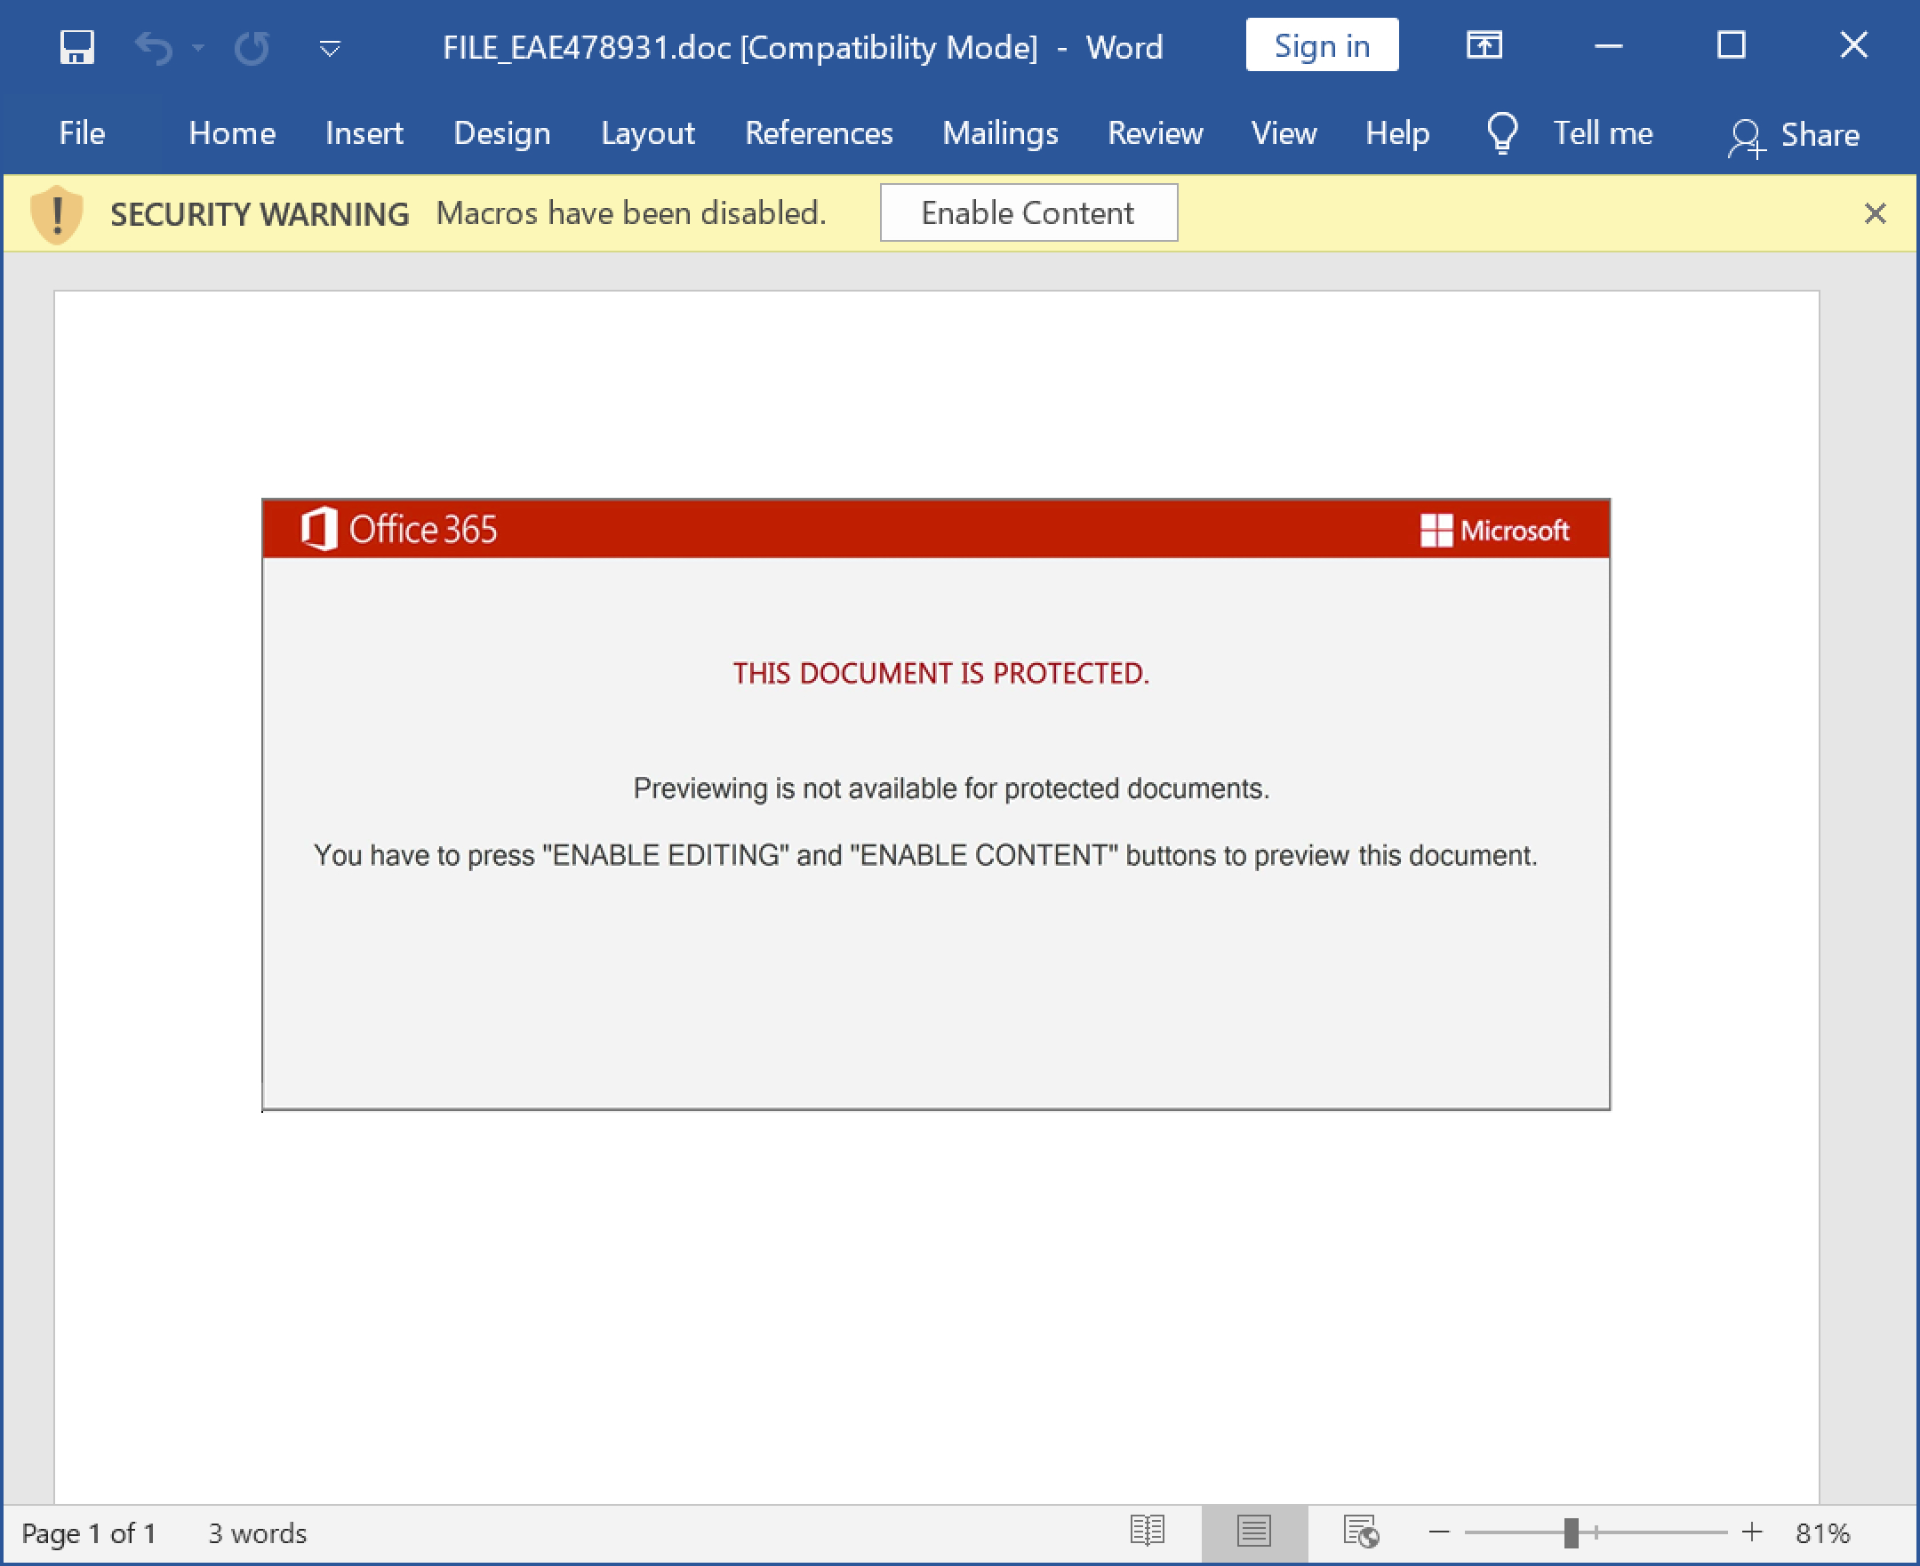 FILE_EAE478931.doc [Compatibility Mode] - Word Sign in
File Home Insert Design Layout References Mailings Review View Help Tell me Share
SECURITY WARNING Macros have been disabled. Enable Content
Office 365 Microsoft
THIS DOCUMENT IS PROTECTED.
Previewing is not available for protected documents.
You have to press "ENABLE EDITING" and "ENABLE CONTENT" buttons to preview this document.
Page 1 of 1 3 words 81%